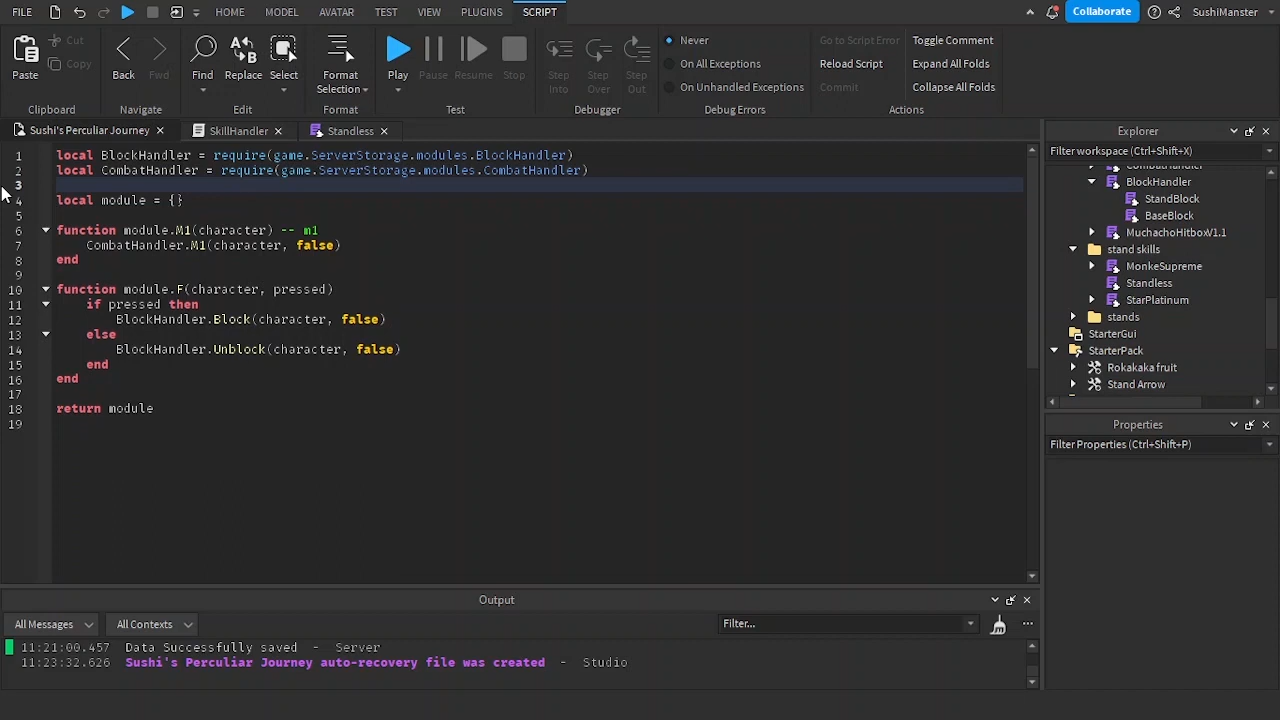 FILE HOME MODEL AVATAR TEST VIEW PLUGINS SCRIPT Collaborate SushiManster
Paste Cut Copy Back Fwd Find Replace Select Format Selection Play Pause Resume Stop Step Into Step Over Step Out
Never
On All Exceptions
On Unhandled Exceptions
Go to Script Error
Reload Script
Commit
Toggle Comment
Expand All Folds
Collapse All Folds
Clipboard Navigate Edit Format Test Debugger Debug Errors Actions
Sushi's Perculiar Journey SkillHandler Standless
1 local BlockHandler = require(game.ServerStorage.modules.BlockHandler)
2 local CombatHandler = require(game.ServerStorage.modules.CombatHandler)
3
4 local module = {}
5
6 function module.M1(character) -- m1
7 CombatHandler.M1(character, false)
8 end
9
10 function module.F(character, pressed)
11 if pressed then
12 BlockHandler.Block(character, false)
13 else
14 BlockHandler.Unblock(character, false)
15 end
16 end
17
18 return module
19
Explorer
Filter workspace (Ctrl+Shift+X)
CombatHandler
BlockHandler
StandBlock
BaseBlock
MuchachoHitboxV1.1
stand skills
MonkeSupreme
Standless
StarPlatinum
stands
StarterGui
StarterPack
Rokakaka fruit
Stand Arrow
Properties
Filter Properties (Ctrl+Shift+P)
Output
All Messages All Contexts Filter...
11:21:00.457 Data Successfully saved - Server
11:23:32.626 Sushi's Perculiar Journey auto-recovery file was created - Studio